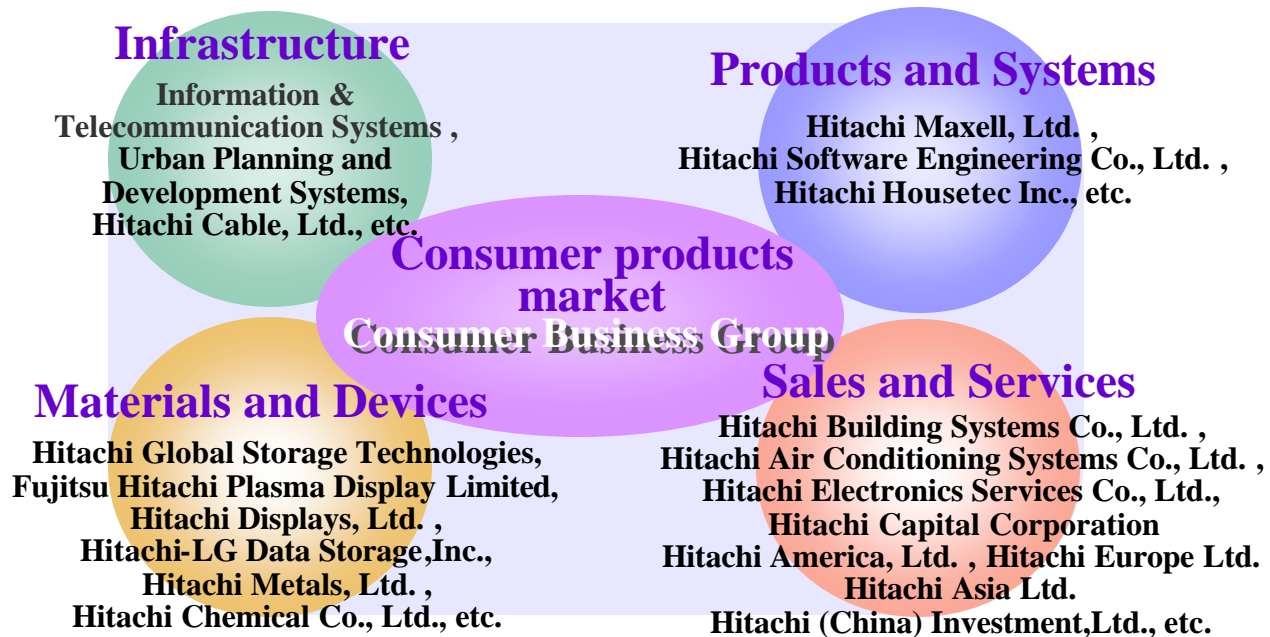 Infrastructure
Information &
Telecommunication Systems ,
Urban Planning and
Development Systems,
Hitachi Cable, Ltd., etc.
Products and Systems
Hitachi Maxell, Ltd. ,
Hitachi Software Engineering Co., Ltd. ,
Hitachi Housetec Inc., etc.
Consumer products
market
Consumer Business Group
Materials and Devices
Hitachi Global Storage Technologies,
Fujitsu Hitachi Plasma Display Limited,
Hitachi Displays, Ltd. ,
Hitachi-LG Data Storage,Inc.,
Hitachi Metals, Ltd. ,
Hitachi Chemical Co., Ltd., etc.
Sales and Services
Hitachi Building Systems Co., Ltd. ,
Hitachi Air Conditioning Systems Co., Ltd. ,
Hitachi Electronics Services Co., Ltd.,
Hitachi Capital Corporation
Hitachi America, Ltd. , Hitachi Europe Ltd.
Hitachi Asia Ltd.
Hitachi (China) Investment,Ltd., etc.